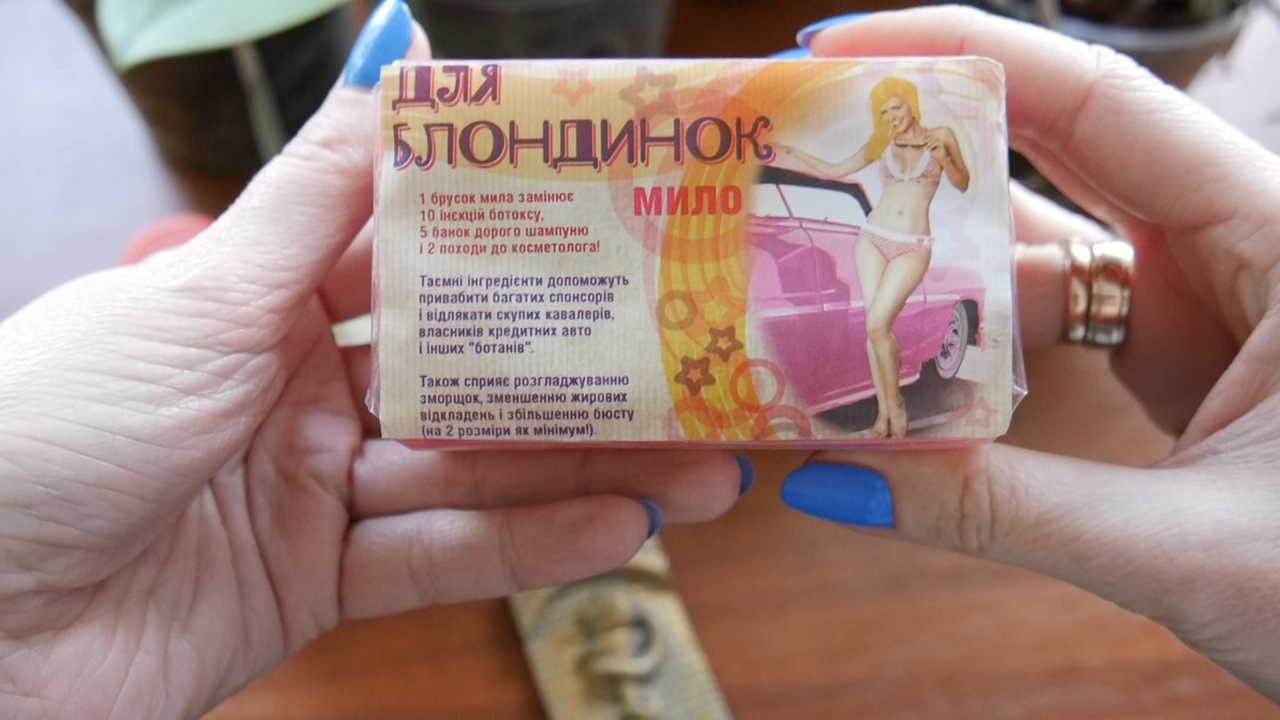 ДЛЯ
БЛОНДИНОК
МИЛО
1 брусок мила замінює
10 інєкцій ботоксу,
5 банок дорого шампуню
і 2 походи до косметолога!
Таємні інгредієнти допоможуть
привабити багатих спонсорів
і відлякати скупих кавалерів,
власників кредитних авто
і інших "ботанів".
Також сприяє розгладжуванню
зморщок, зменшенню жирових
відкладень і збільшенню бюсту
(на 2 розміри як мінімум!).